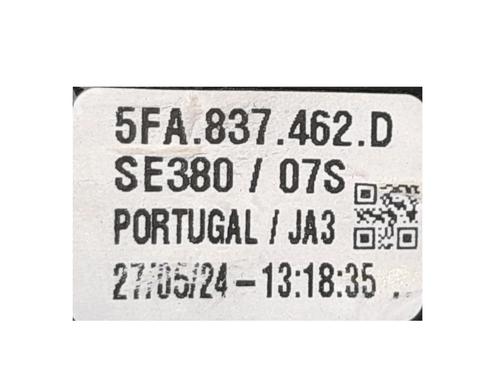 5FA.837.462.D
SE380 / 07S
PORTUGAL / JA3
27/05/24-13:18:35 ..